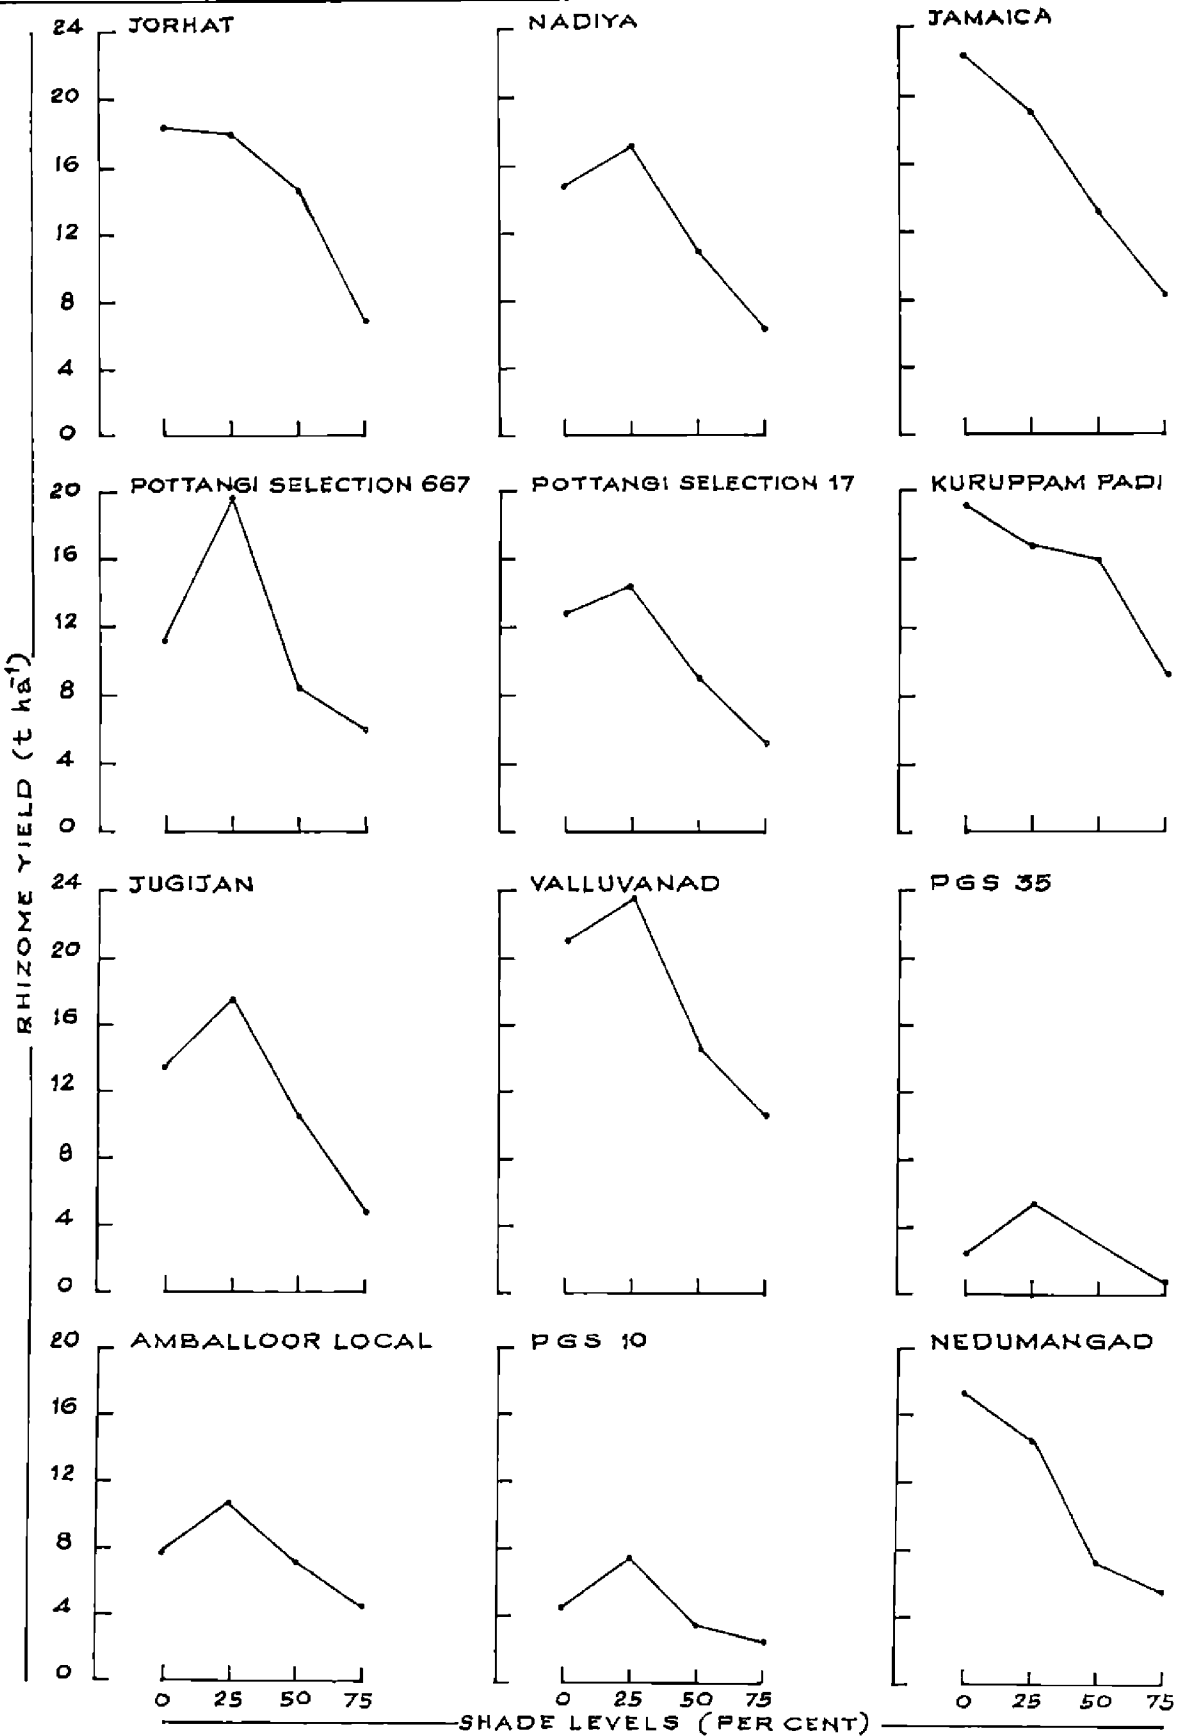 JORHAT
NADIYA
JAMAICA
24
20
16
12
8
4
0
POTTANGI SELECTION 667
POTTANGI SELECTION 17
KURUPPAM PADI
20
16
12
8
4
0
JUGIJAN
VALLUVANAD
PGS 35
24
20
16
12
8
4
0
AMBALLOOR LOCAL
PGS 10
NEDUMANGAD
20
16
12
8
4
0
0 25 50 75
0 25 50 75
0 25 50 75
RHIZOME YIELD (t ha⁻¹)
SHADE LEVELS (PER CENT)